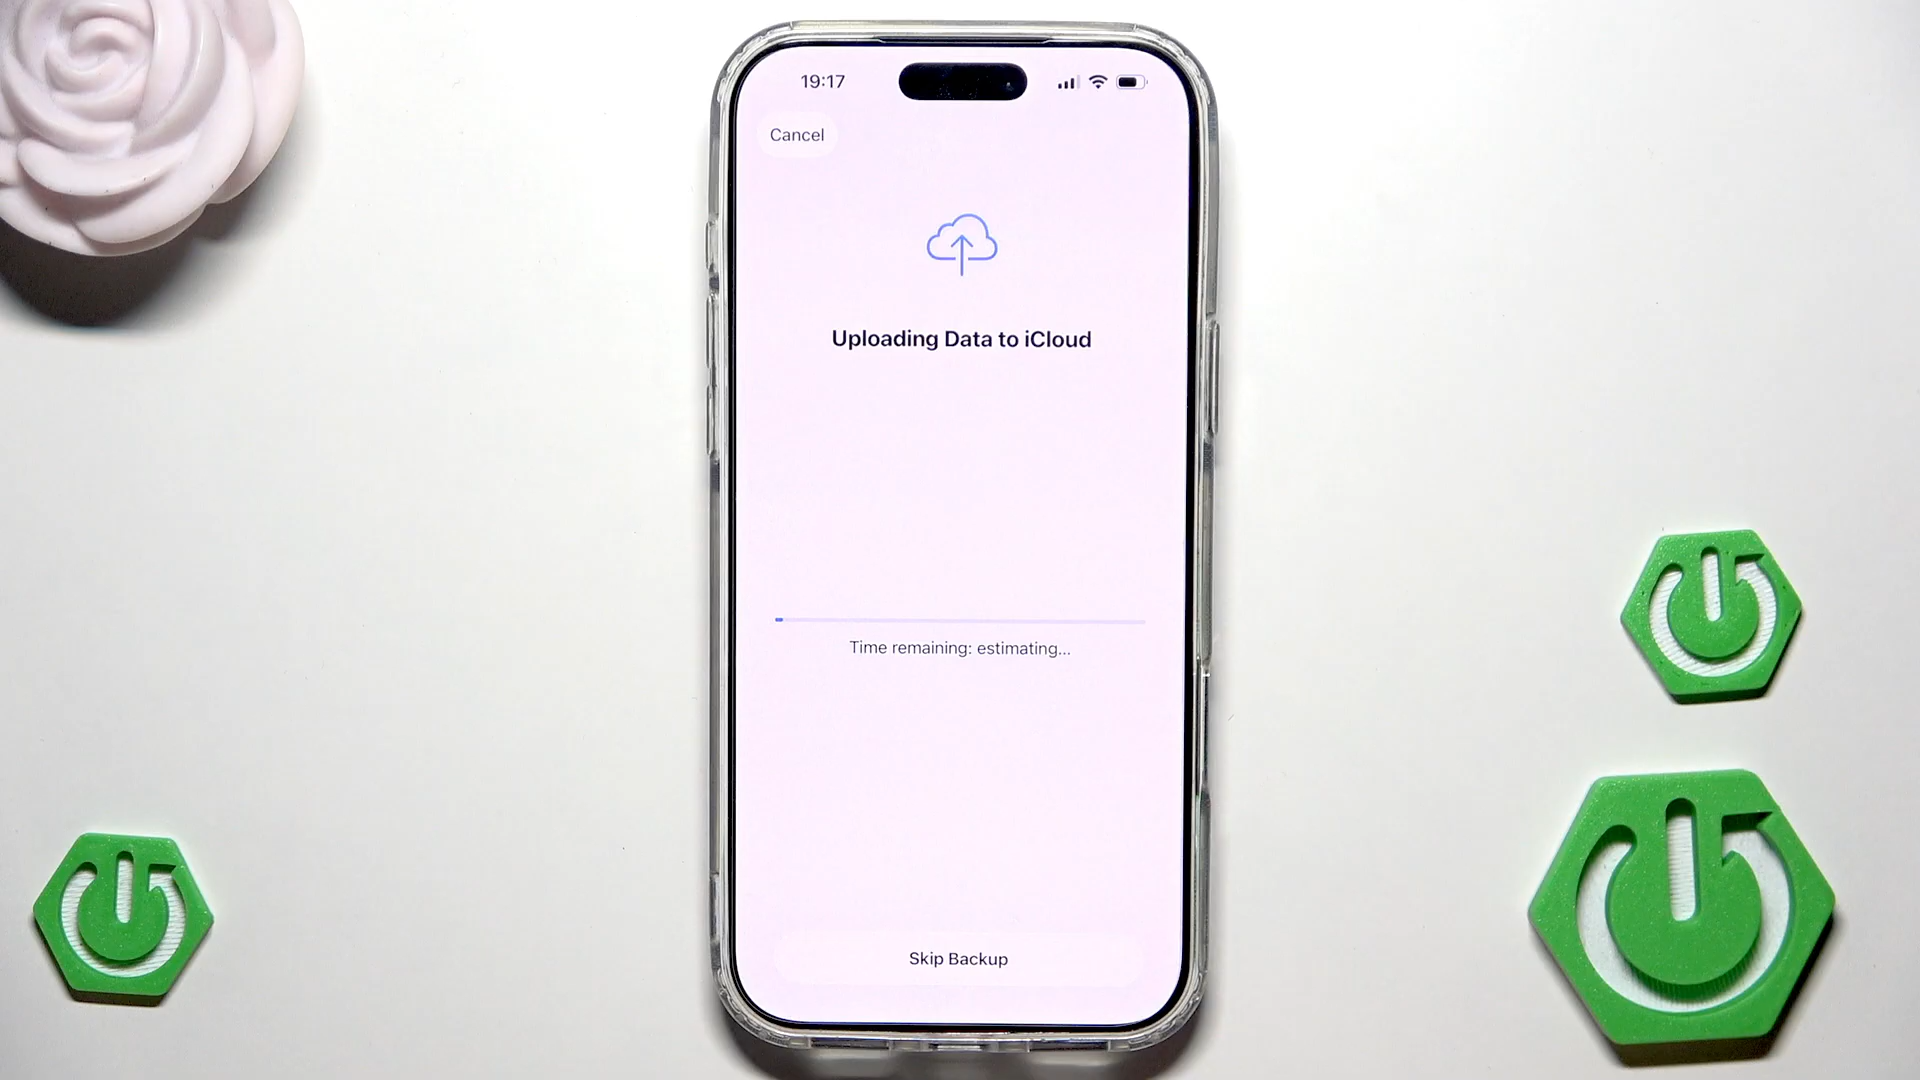 19:17
Cancel
Uploading Data to iCloud
Time remaining: estimating...
Skip Backup